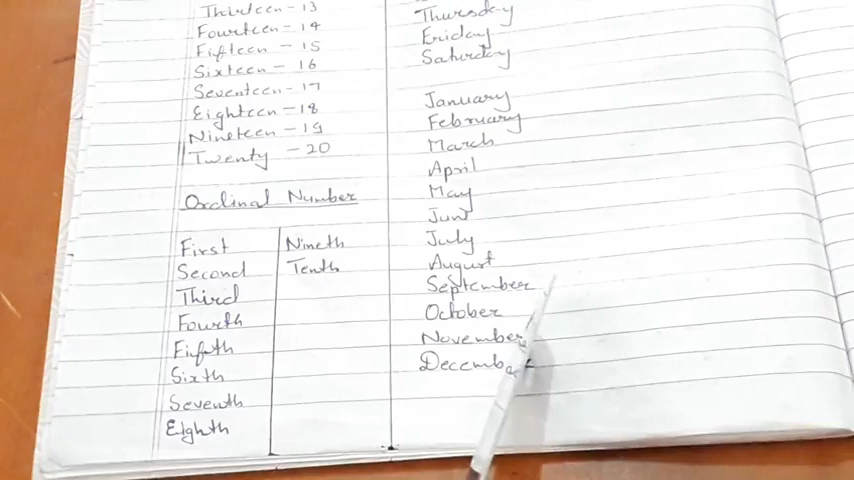 Thirteen - 13
Fourteen - 14
Fifteen - 15
Sixteen - 16
Seventeen - 17
Eighteen - 18
Nineteen - 19
Twenty - 20
Ordinal Number
First
Second
Third
Fourth
Fifth
Sixth
Seventh
Eighth
Nineth
Tenth
Thursday
Friday
Saturday
January
February
March
April
May
June
July
August
September
October
November
December